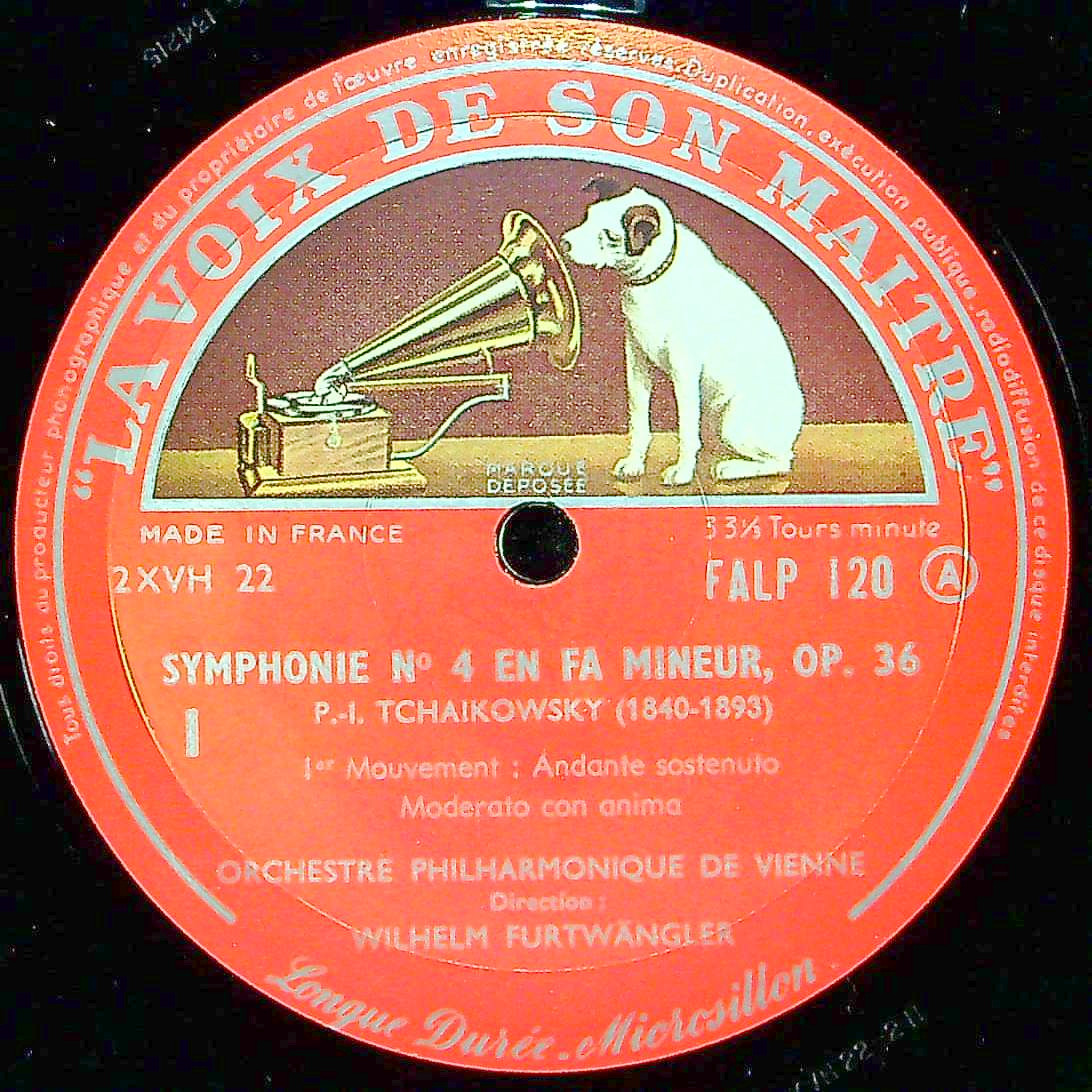 Tous droits du producteur phonographique et du propriétaire de l'œuvre enregistrée réservés. Duplication, exécution publique, radiodiffusion de ce disque interdites
"LA VOIX DE SON MAITRE"
MARQUE
DÉPOSÉE
MADE IN FRANCE
33⅓ Tours minute
2XVH 22
FALP 120 A
SYMPHONIE Nº 4 EN FA MINEUR, OP. 36
P.-I. TCHAIKOWSKY (1840-1893)
I
1er Mouvement : Andante sostenuto
Moderato con anima
ORCHESTRE PHILHARMONIQUE DE VIENNE
Direction :
WILHELM FURTWÄNGLER
Longue Durée - Microsillon.